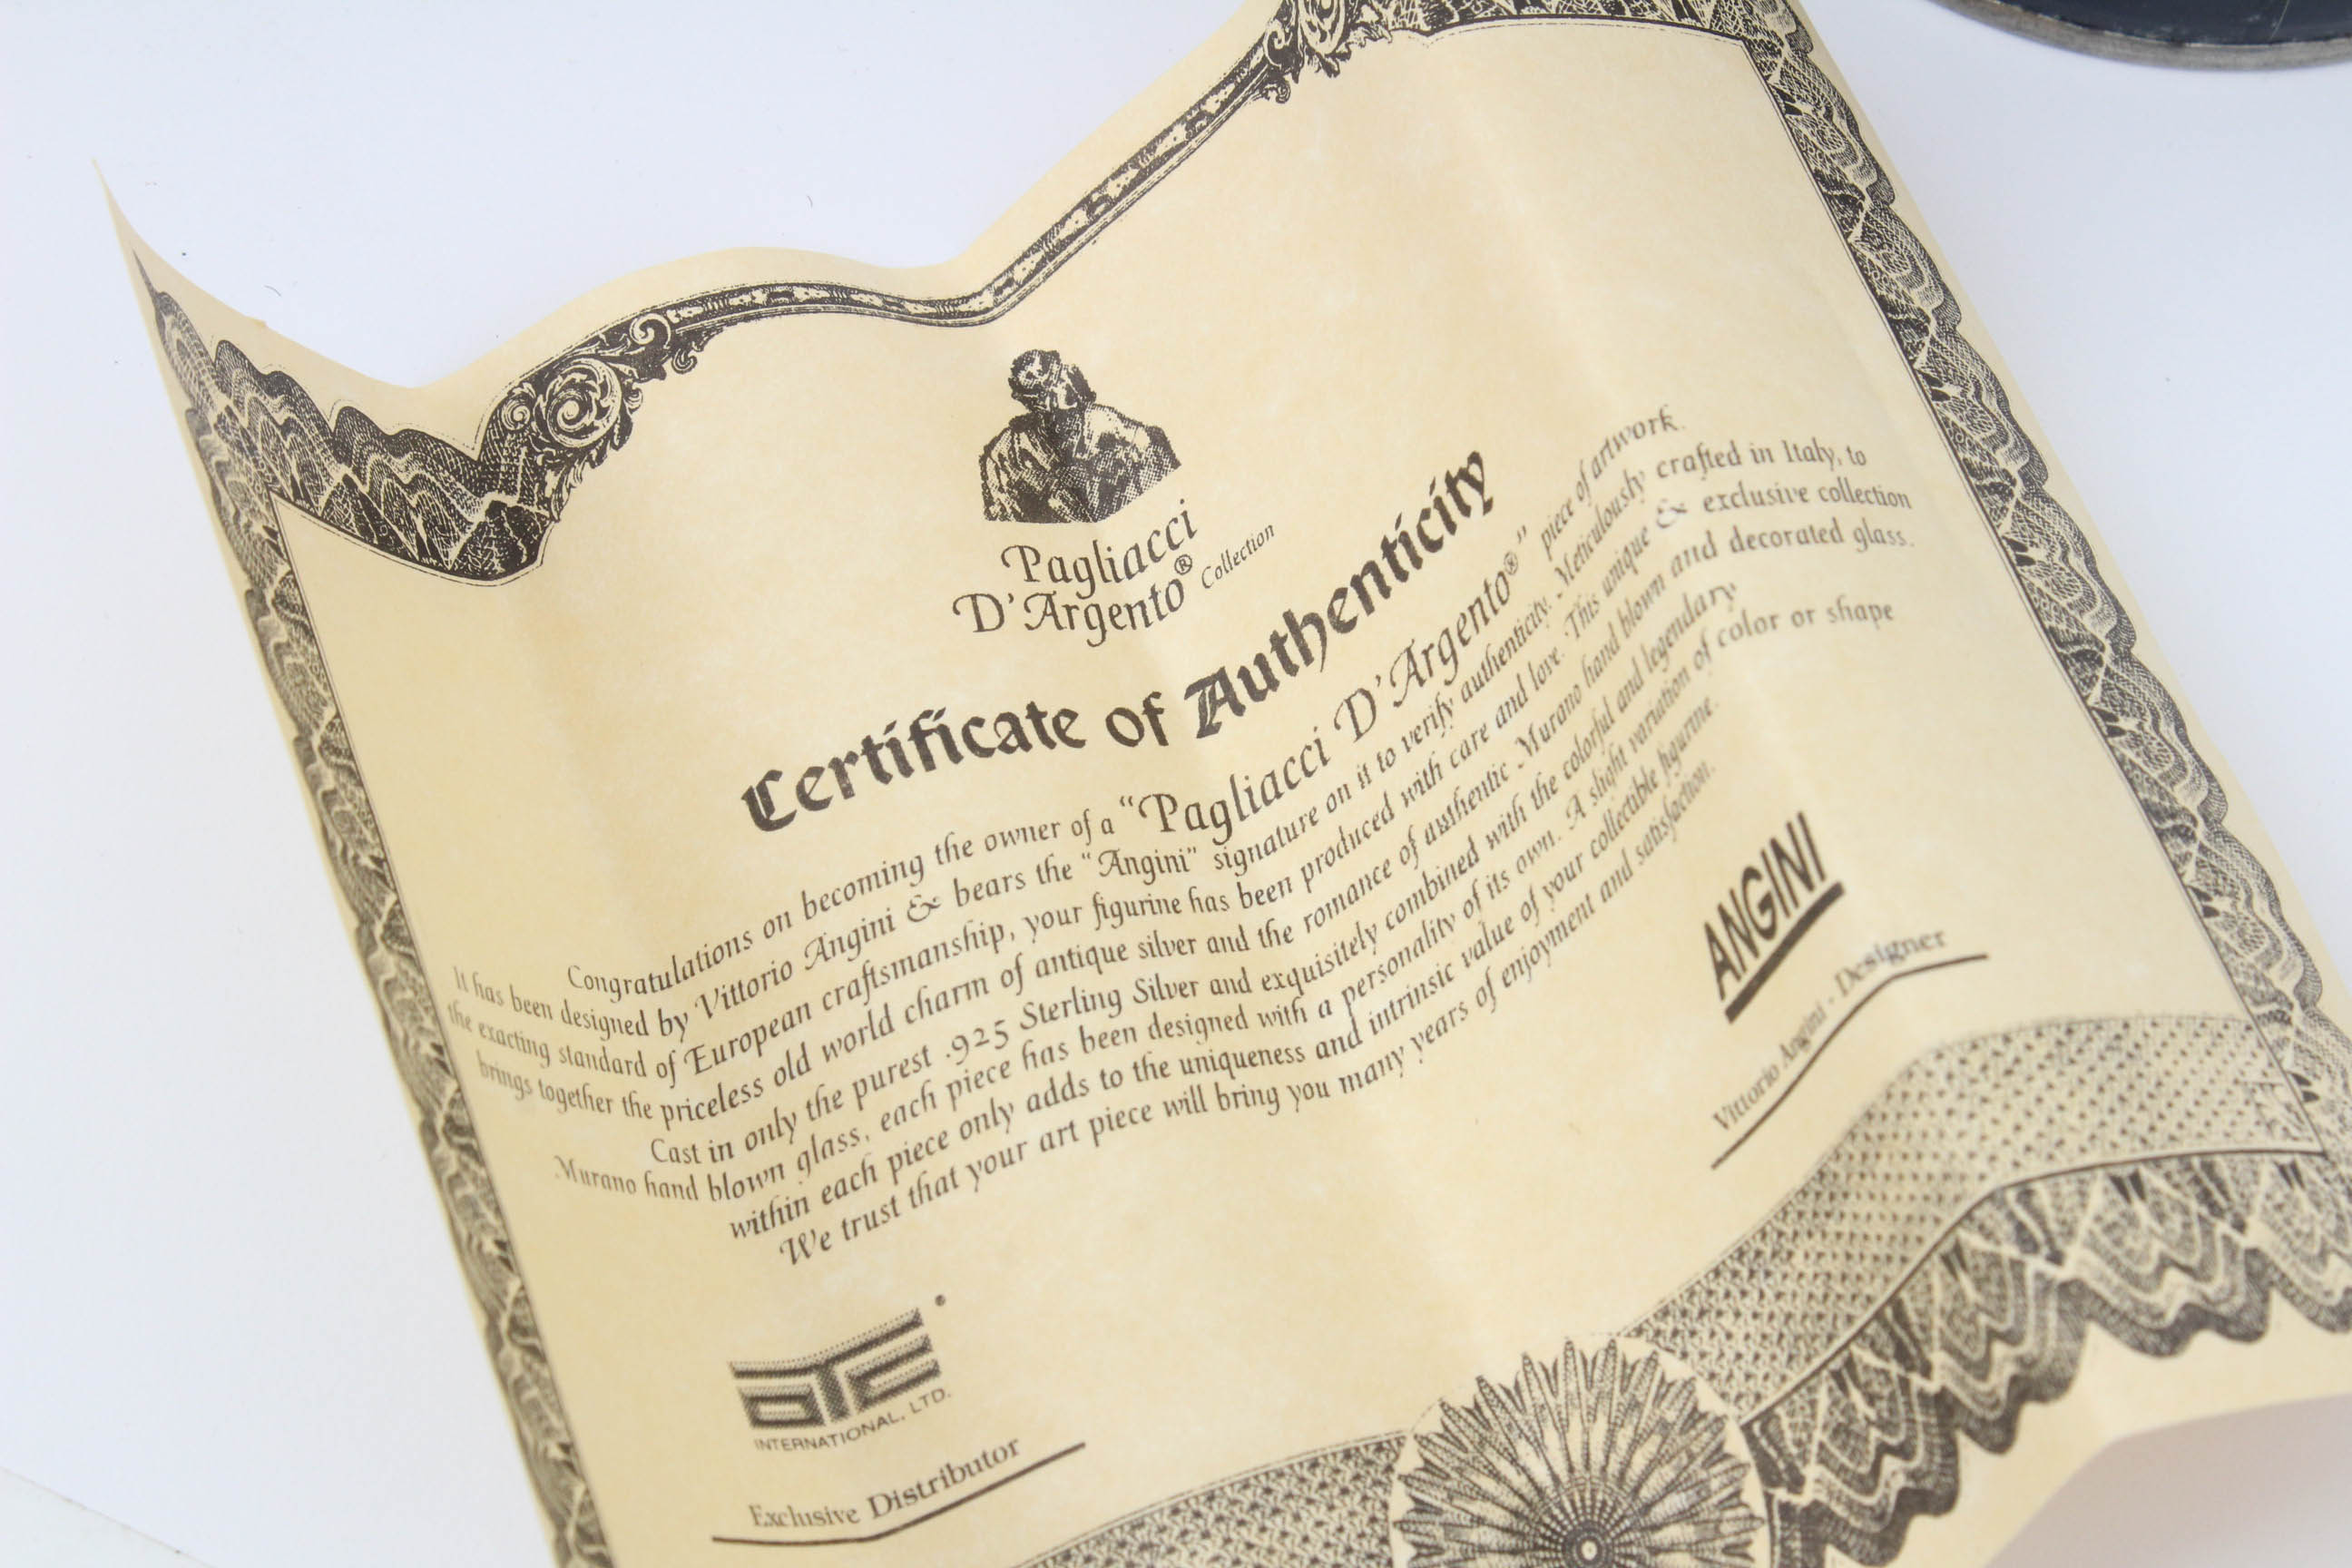 Pagliacci
D'Argento® Collection
Certificate of Authenticity
Congratulations on becoming the owner of a “Pagliacci D'Argento®” piece of artwork.
It has been designed by Vittorio Angini & bears the “Angini” signature on it to verify authenticity. Meticulously crafted in Italy, to
the exacting standard of European craftsmanship, your figurine has been produced with care and love. This unique & exclusive collection
brings together the priceless old world charm of antique silver and the romance of authentic Murano hand blown and decorated glass.
Cast in only the purest .925 Sterling Silver and exquisitely combined with the colorful and legendary
Murano hand blown glass, each piece has been designed with a personality of its own. A slight variation of color or shape
within each piece only adds to the uniqueness and intrinsic value of your collectible figurine.
We trust that your art piece will bring you many years of enjoyment and satisfaction.
ANGINI
Vittorio Angini - Designer
ATE
INTERNATIONAL, LTD.
Exclusive Distributor